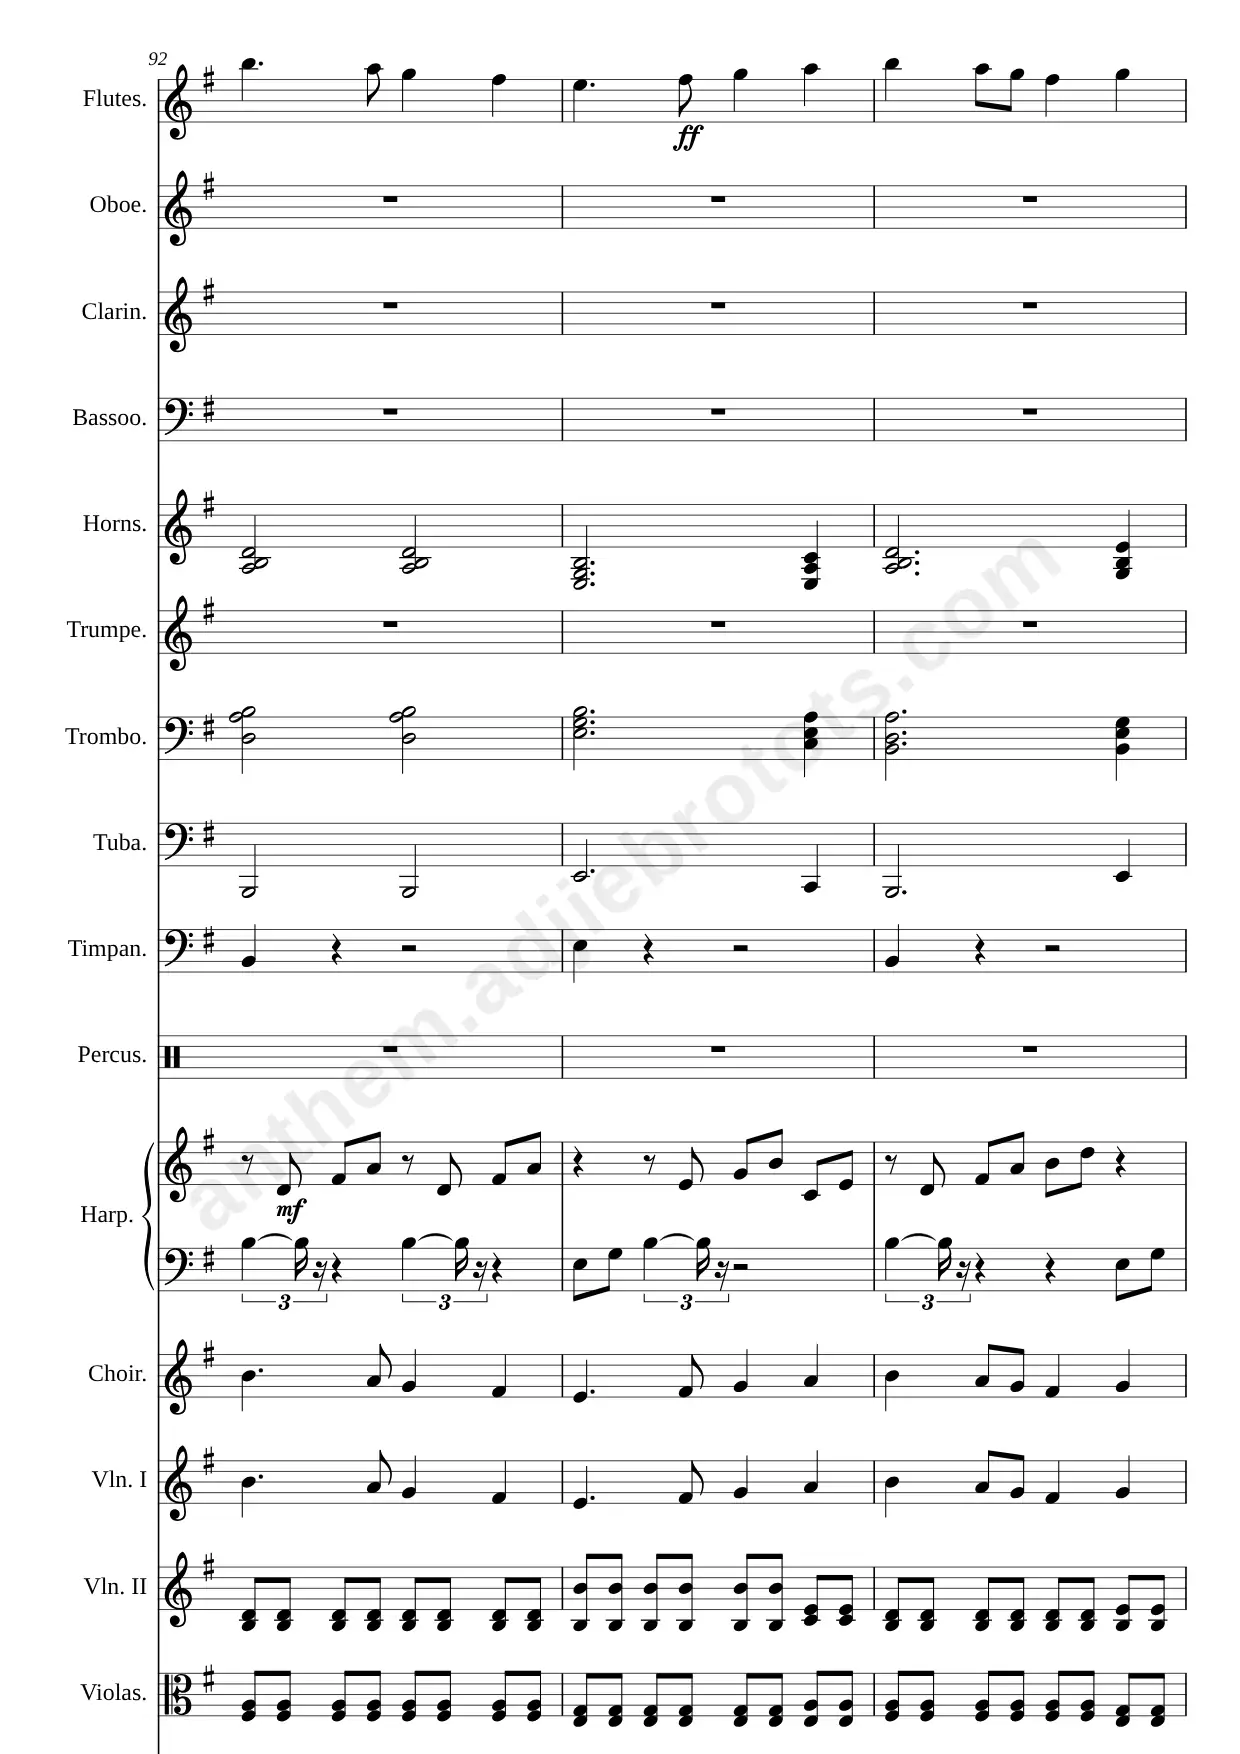 92
Flutes.
ff
Oboe.
Clarin.
Bassoo.
Horns.
Trumpe.
Trombo.
Tuba.
Timpan.
Percus.
mf
Harp.
3 3 3 3
Choir.
Vln. I
Vln. II
Violas.
anthem.adjiebrotots.com